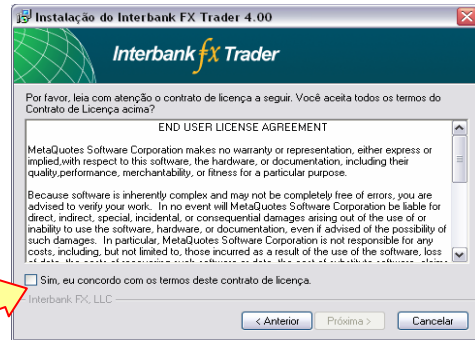 Instalação do Interbank FX Trader 4.00
Interbank fx Trader
Por favor, leia com atenção o contrato de licença a seguir. Você aceita todos os termos do
Contrato de Licença acima?
END USER LICENSE AGREEMENT
MetaQuotes Software Corporation makes no warranty or representation, either express or
implied,with respect to this software, the hardware, or documentation, including their
quality,performance, merchantability, or fitness for a particular purpose.
Because software is inherently complex and may not be completely free of errors, you are
advised to verify your work. In no event will MetaQuotes Software Corporation be liable for
direct, indirect, special, incidental, or consequential damages arising out of the use of or
inability to use the software, hardware, or documentation, even if advised of the possibility of
such damages. In particular, MetaQuotes Software Corporation is not responsible for any
costs, including, but not limited to, those incurred as a result of the use of the software, loss
Sim, eu concordo com os termos deste contrato de licença.
Interbank FX, LLC
< Anterior Próxima > Cancelar